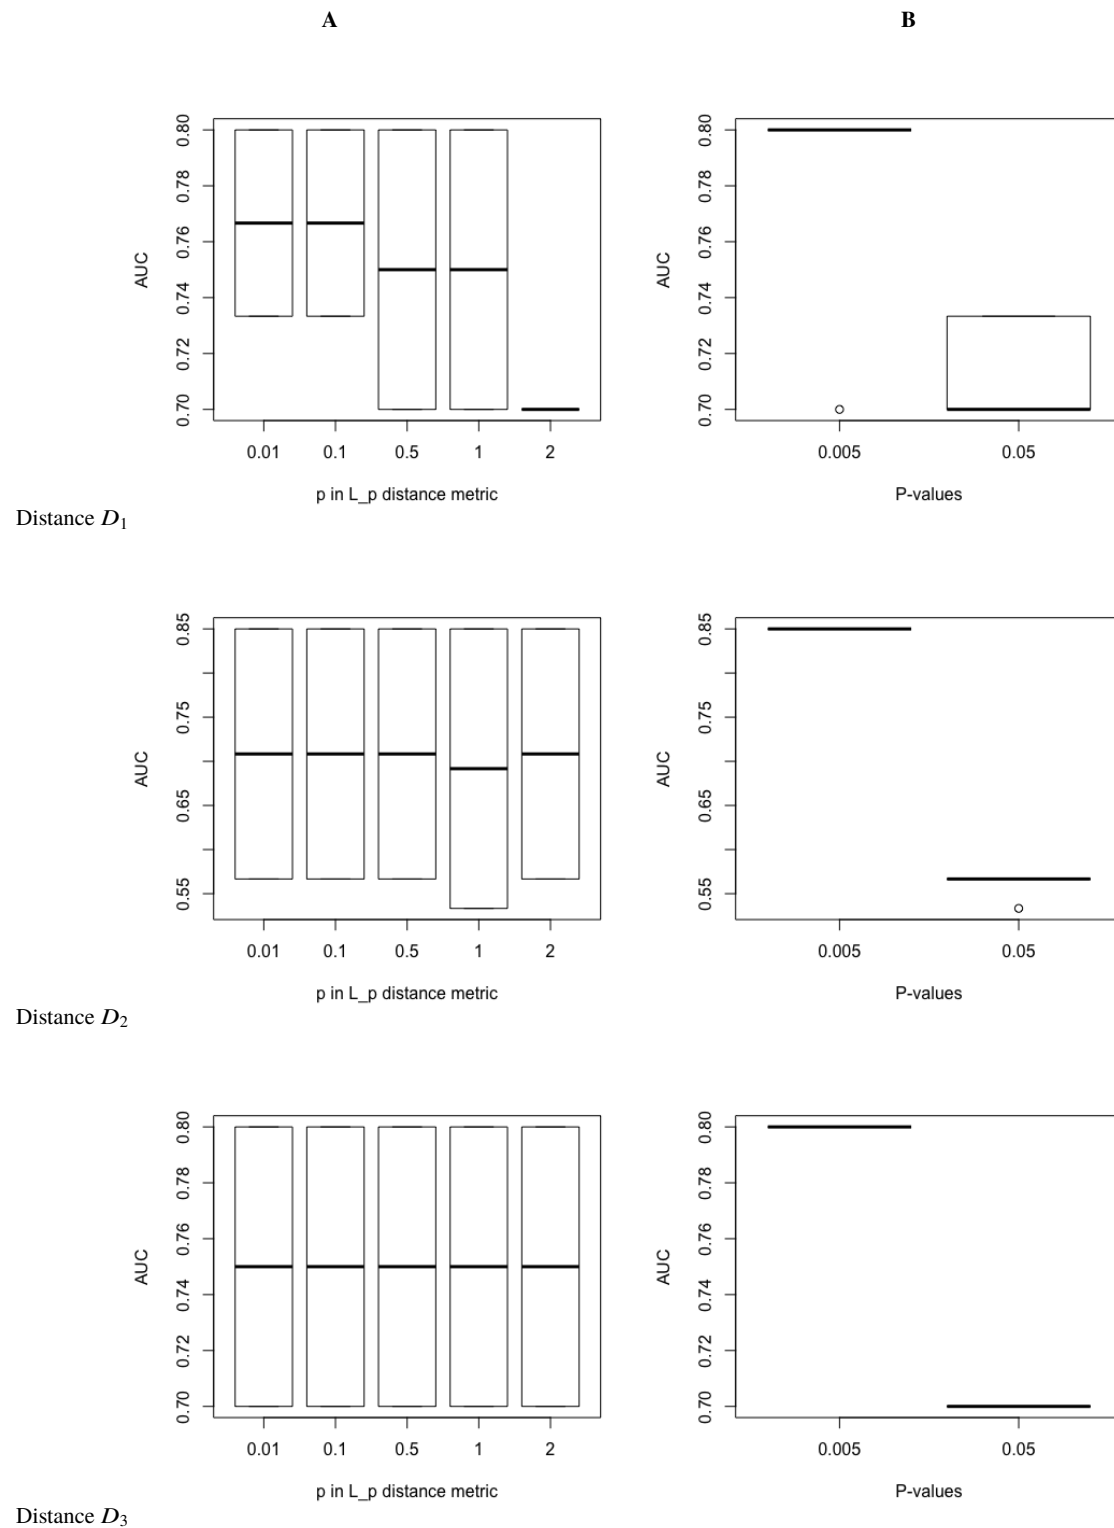 A
B
AUC
0.70 0.72 0.74 0.76 0.78 0.80
0.01 0.1 0.5 1 2
p in L_p distance metric
AUC
0.70 0.72 0.74 0.76 0.78 0.80
0.005 0.05
P-values
Distance D1
AUC
0.55 0.65 0.75 0.85
0.01 0.1 0.5 1 2
p in L_p distance metric
AUC
0.55 0.65 0.75 0.85
0.005 0.05
P-values
Distance D2
AUC
0.70 0.72 0.74 0.76 0.78 0.80
0.01 0.1 0.5 1 2
p in L_p distance metric
AUC
0.70 0.72 0.74 0.76 0.78 0.80
0.005 0.05
P-values
Distance D3